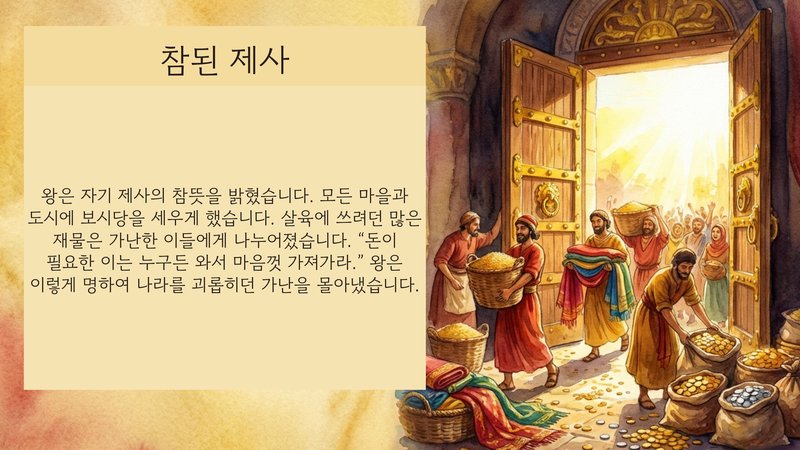 참된 제사
왕은 자기 제사의 참뜻을 밝혔습니다. 모든 마을과
도시에 보시당을 세우게 했습니다. 살육에 쓰려던 많은
재물은 가난한 이들에게 나누어졌습니다. “돈이
필요한 이는 누구든 와서 마음껏 가져가라.” 왕은
이렇게 명하여 나라를 괴롭히던 가난을 몰아냈습니다.